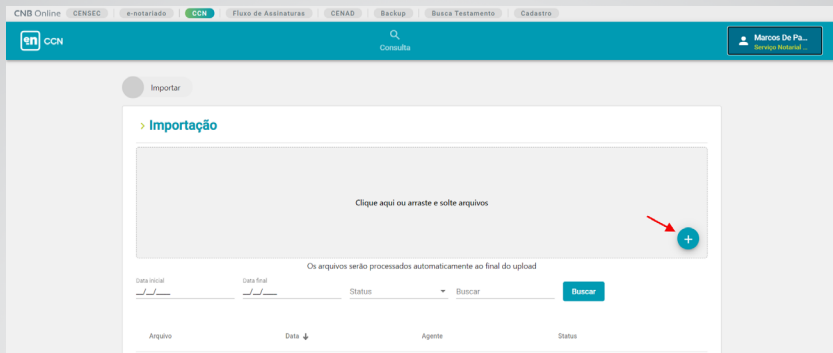 CNB Online CENSEC e-notariado CCN Fluxo de Assinaturas CENAD Backup Busca Testamento Cadastro
en CCN
Consulta
Marcos De Pa...
Serviço Notarial ...
Importar
> Importação
Clique aqui ou arraste e solte arquivos
+
Os arquivos serão processados automaticamente ao final do upload
Data inicial Data final
__/__/____ __/__/____ Status Buscar Buscar
Arquivo Data ↓ Agente Status